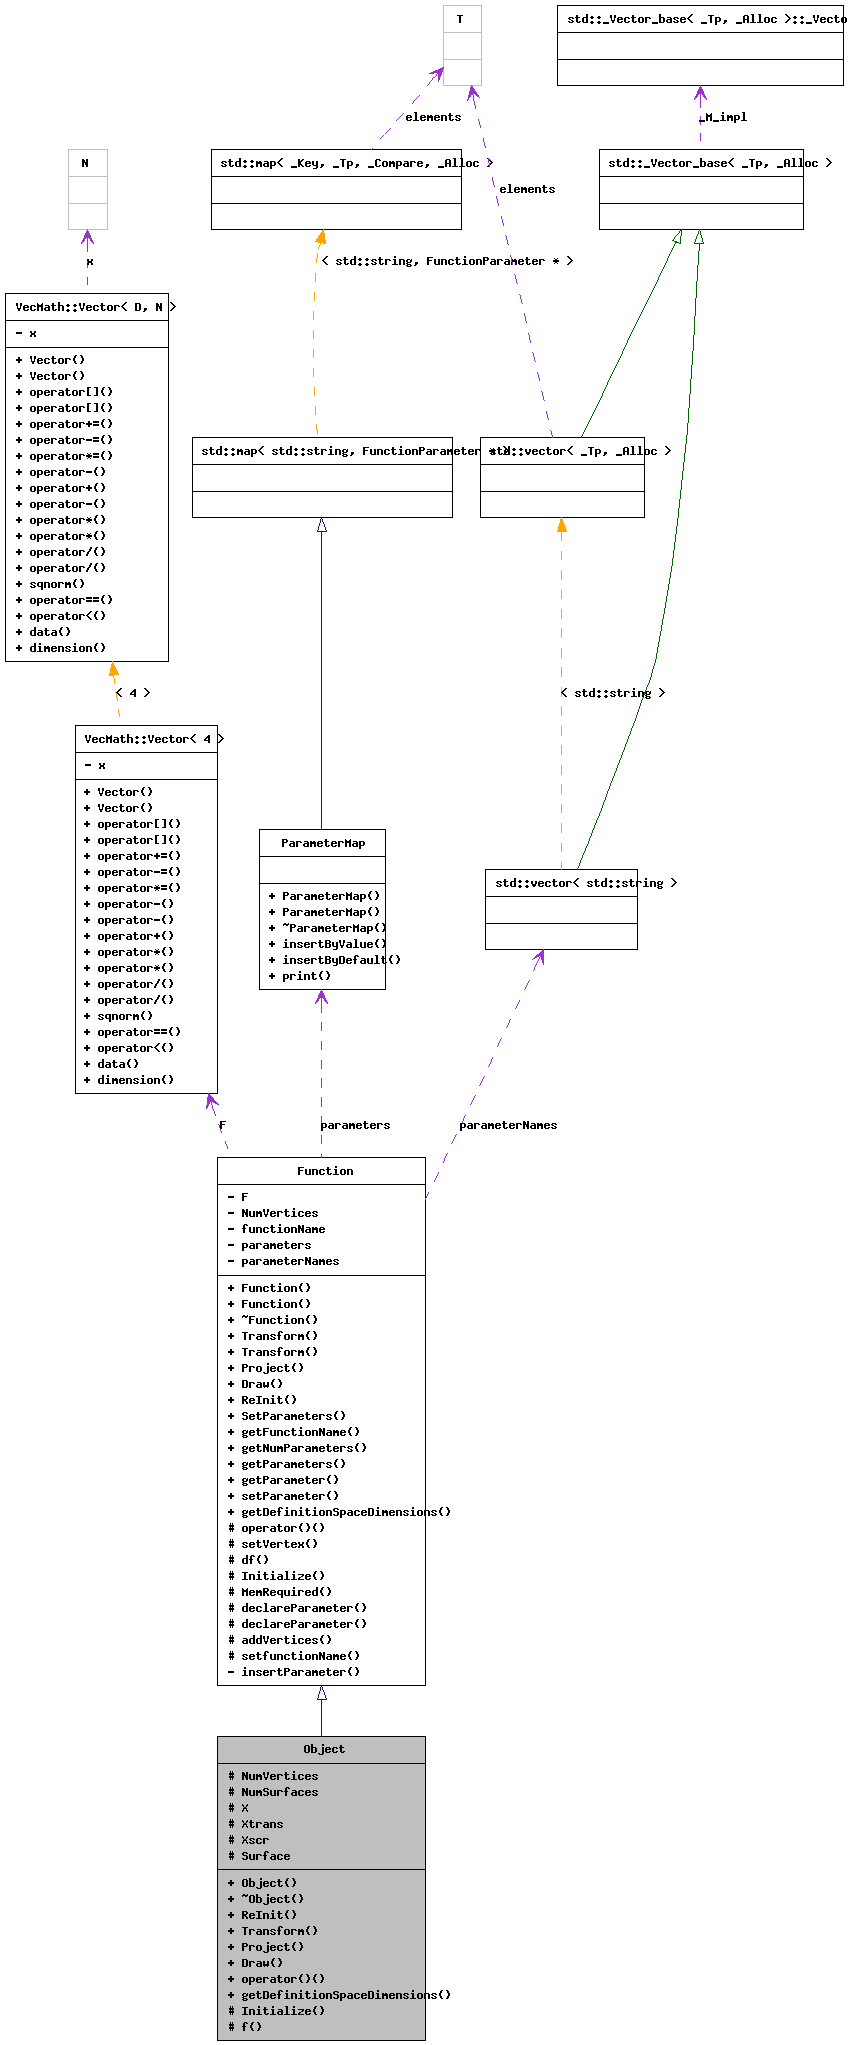 T
std::_Vector_base< _Tp, _Alloc >::_Vecto
elements
_M_impl
N
std::map< _Key, _Tp, _Compare, _Alloc >
std::_Vector_base< _Tp, _Alloc >
elements
x
< std::string, FunctionParameter * >
VecMath::Vector< D, N >
- x
+ Vector()
+ Vector()
+ operator[]()
+ operator[]()
+ operator+=()
+ operator-=()
+ operator*=()
+ operator-()
+ operator+()
+ operator-()
+ operator*()
+ operator*()
+ operator/()
+ operator/()
+ sqnorm()
+ operator==()
+ operator<()
+ data()
+ dimension()
std::map< std::string, FunctionParameter * >
std::vector< _Tp, _Alloc >
< 4 >
< std::string >
VecMath::Vector< 4 >
- x
+ Vector()
+ Vector()
+ operator[]()
+ operator[]()
+ operator+=()
+ operator-=()
+ operator*=()
+ operator-()
+ operator-()
+ operator+()
+ operator*()
+ operator*()
+ operator/()
+ operator/()
+ sqnorm()
+ operator==()
+ operator<()
+ data()
+ dimension()
ParameterMap
+ ParameterMap()
+ ParameterMap()
+ ~ParameterMap()
+ insertByValue()
+ insertByDefault()
+ print()
std::vector< std::string >
F
parameters
parameterNames
Function
- F
- NumVertices
- functionName
- parameters
- parameterNames
+ Function()
+ Function()
+ ~Function()
+ Transform()
+ Transform()
+ Project()
+ Draw()
+ ReInit()
+ SetParameters()
+ getFunctionName()
+ getNumParameters()
+ getParameters()
+ getParameter()
+ setParameter()
+ getDefinitionSpaceDimensions()
# operator()()
# setVertex()
# df()
# Initialize()
# MemRequired()
# declareParameter()
# declareParameter()
# addVertices()
# setfunctionName()
- insertParameter()
Object
# NumVertices
# NumSurfaces
# X
# Xtrans
# Xscr
# Surface
+ Object()
+ ~Object()
+ ReInit()
+ Transform()
+ Project()
+ Draw()
+ operator()()
+ getDefinitionSpaceDimensions()
# Initialize()
# f()